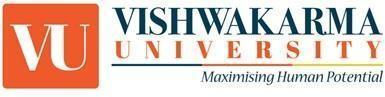 VU
VISHWAKARMA
UNIVERSITY
Maximising Human Potential